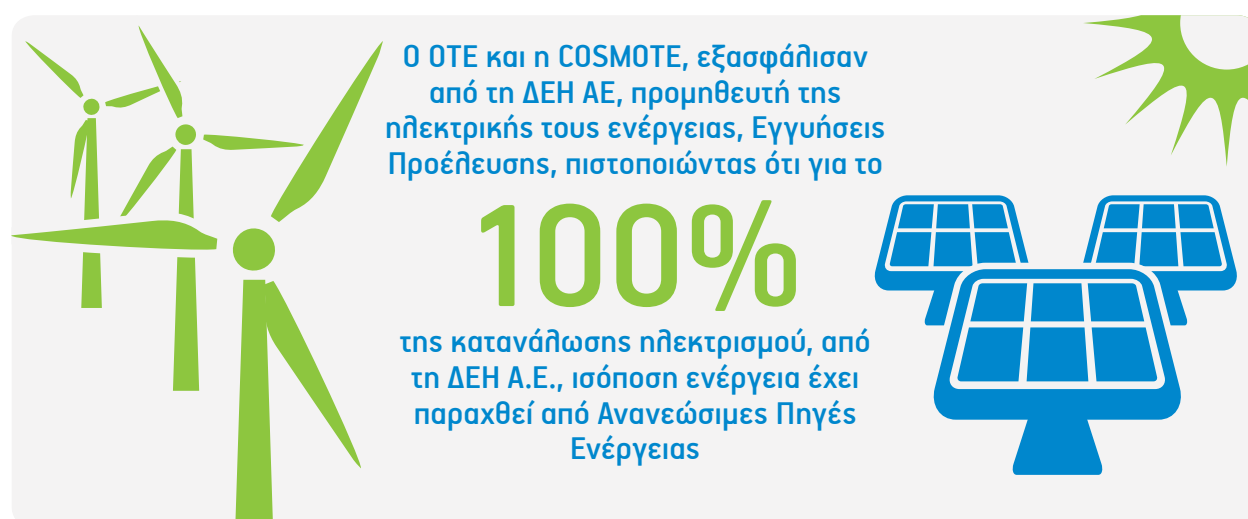 Ο ΟΤΕ και η COSMOTE, εξασφάλισαν
από τη ΔΕΗ ΑΕ, προμηθευτή της
ηλεκτρικής τους ενέργειας, Εγγυήσεις
Προέλευσης, πιστοποιώντας ότι για το
100%
της κατανάλωσης ηλεκτρισμού, από
τη ΔΕΗ Α.Ε., ισόποση ενέργεια έχει
παραχθεί από Ανανεώσιμες Πηγές
Ενέργειας